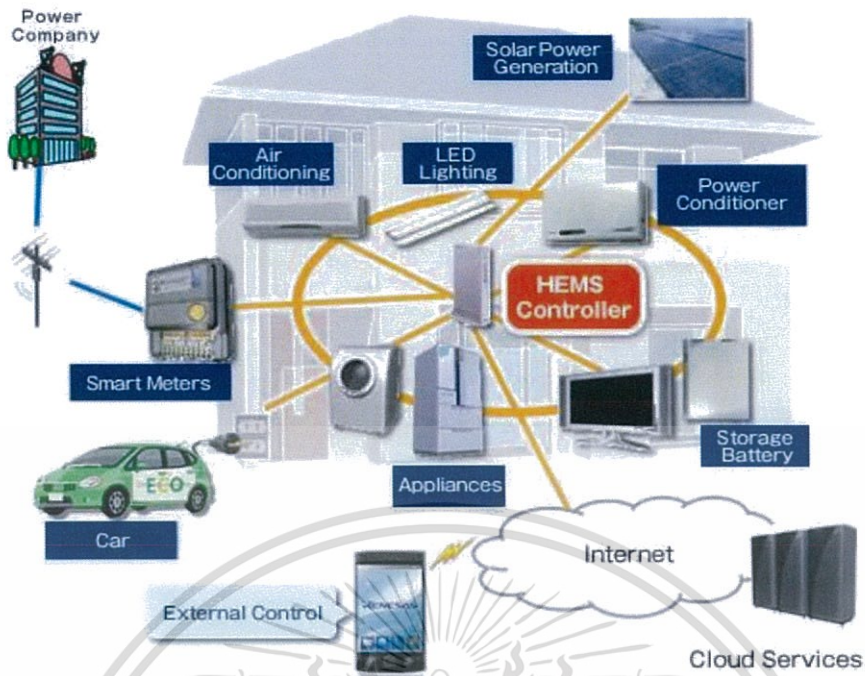 Power
Company
Solar Power
Generation
Air
Conditioning
LED
Lighting
Power
Conditioner
HEMS
Controller
Smart Meters
Storage
Battery
ECO
Appliances
Car
Internet
External Control
RENESAS
Cloud Services